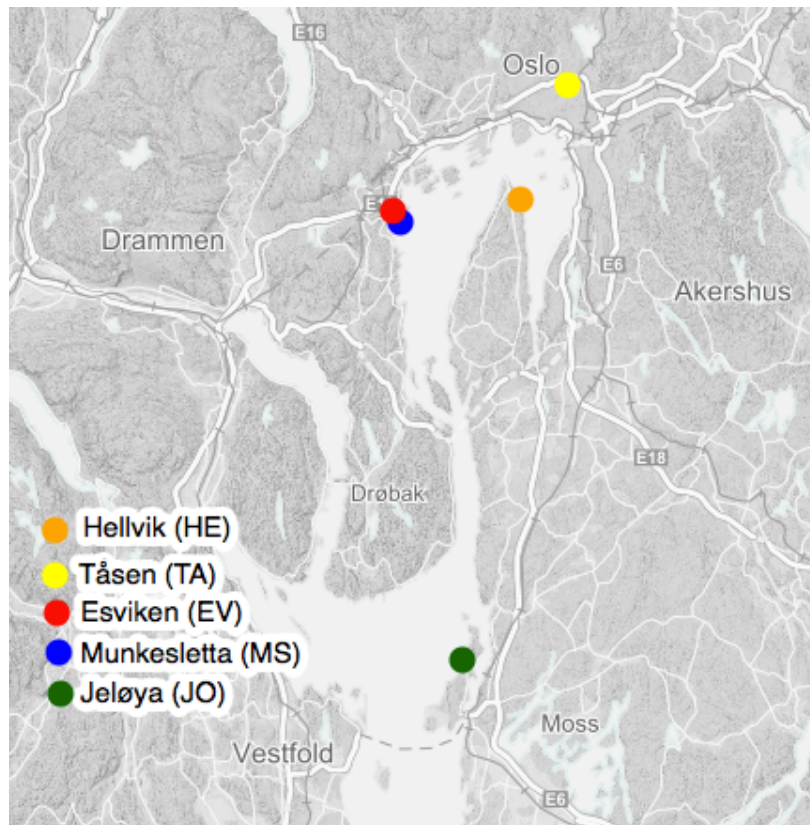 E16
Oslo
E1
Drammen
E6
Akershus
E18
Drøbak
Hellvik (HE)
Tåsen (TA)
Esviken (EV)
Munkesletta (MS)
Jeløya (JO)
Moss
Vestfold
E6